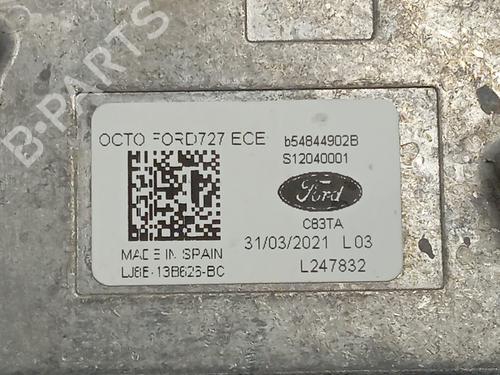 OCTO FORD727 ECE
b54844902B
S12040001
Ford
C83TA
31/03/2021 L03
MADE IN SPAIN
LJ8E-13B626-BC
L247832
B-PARTS